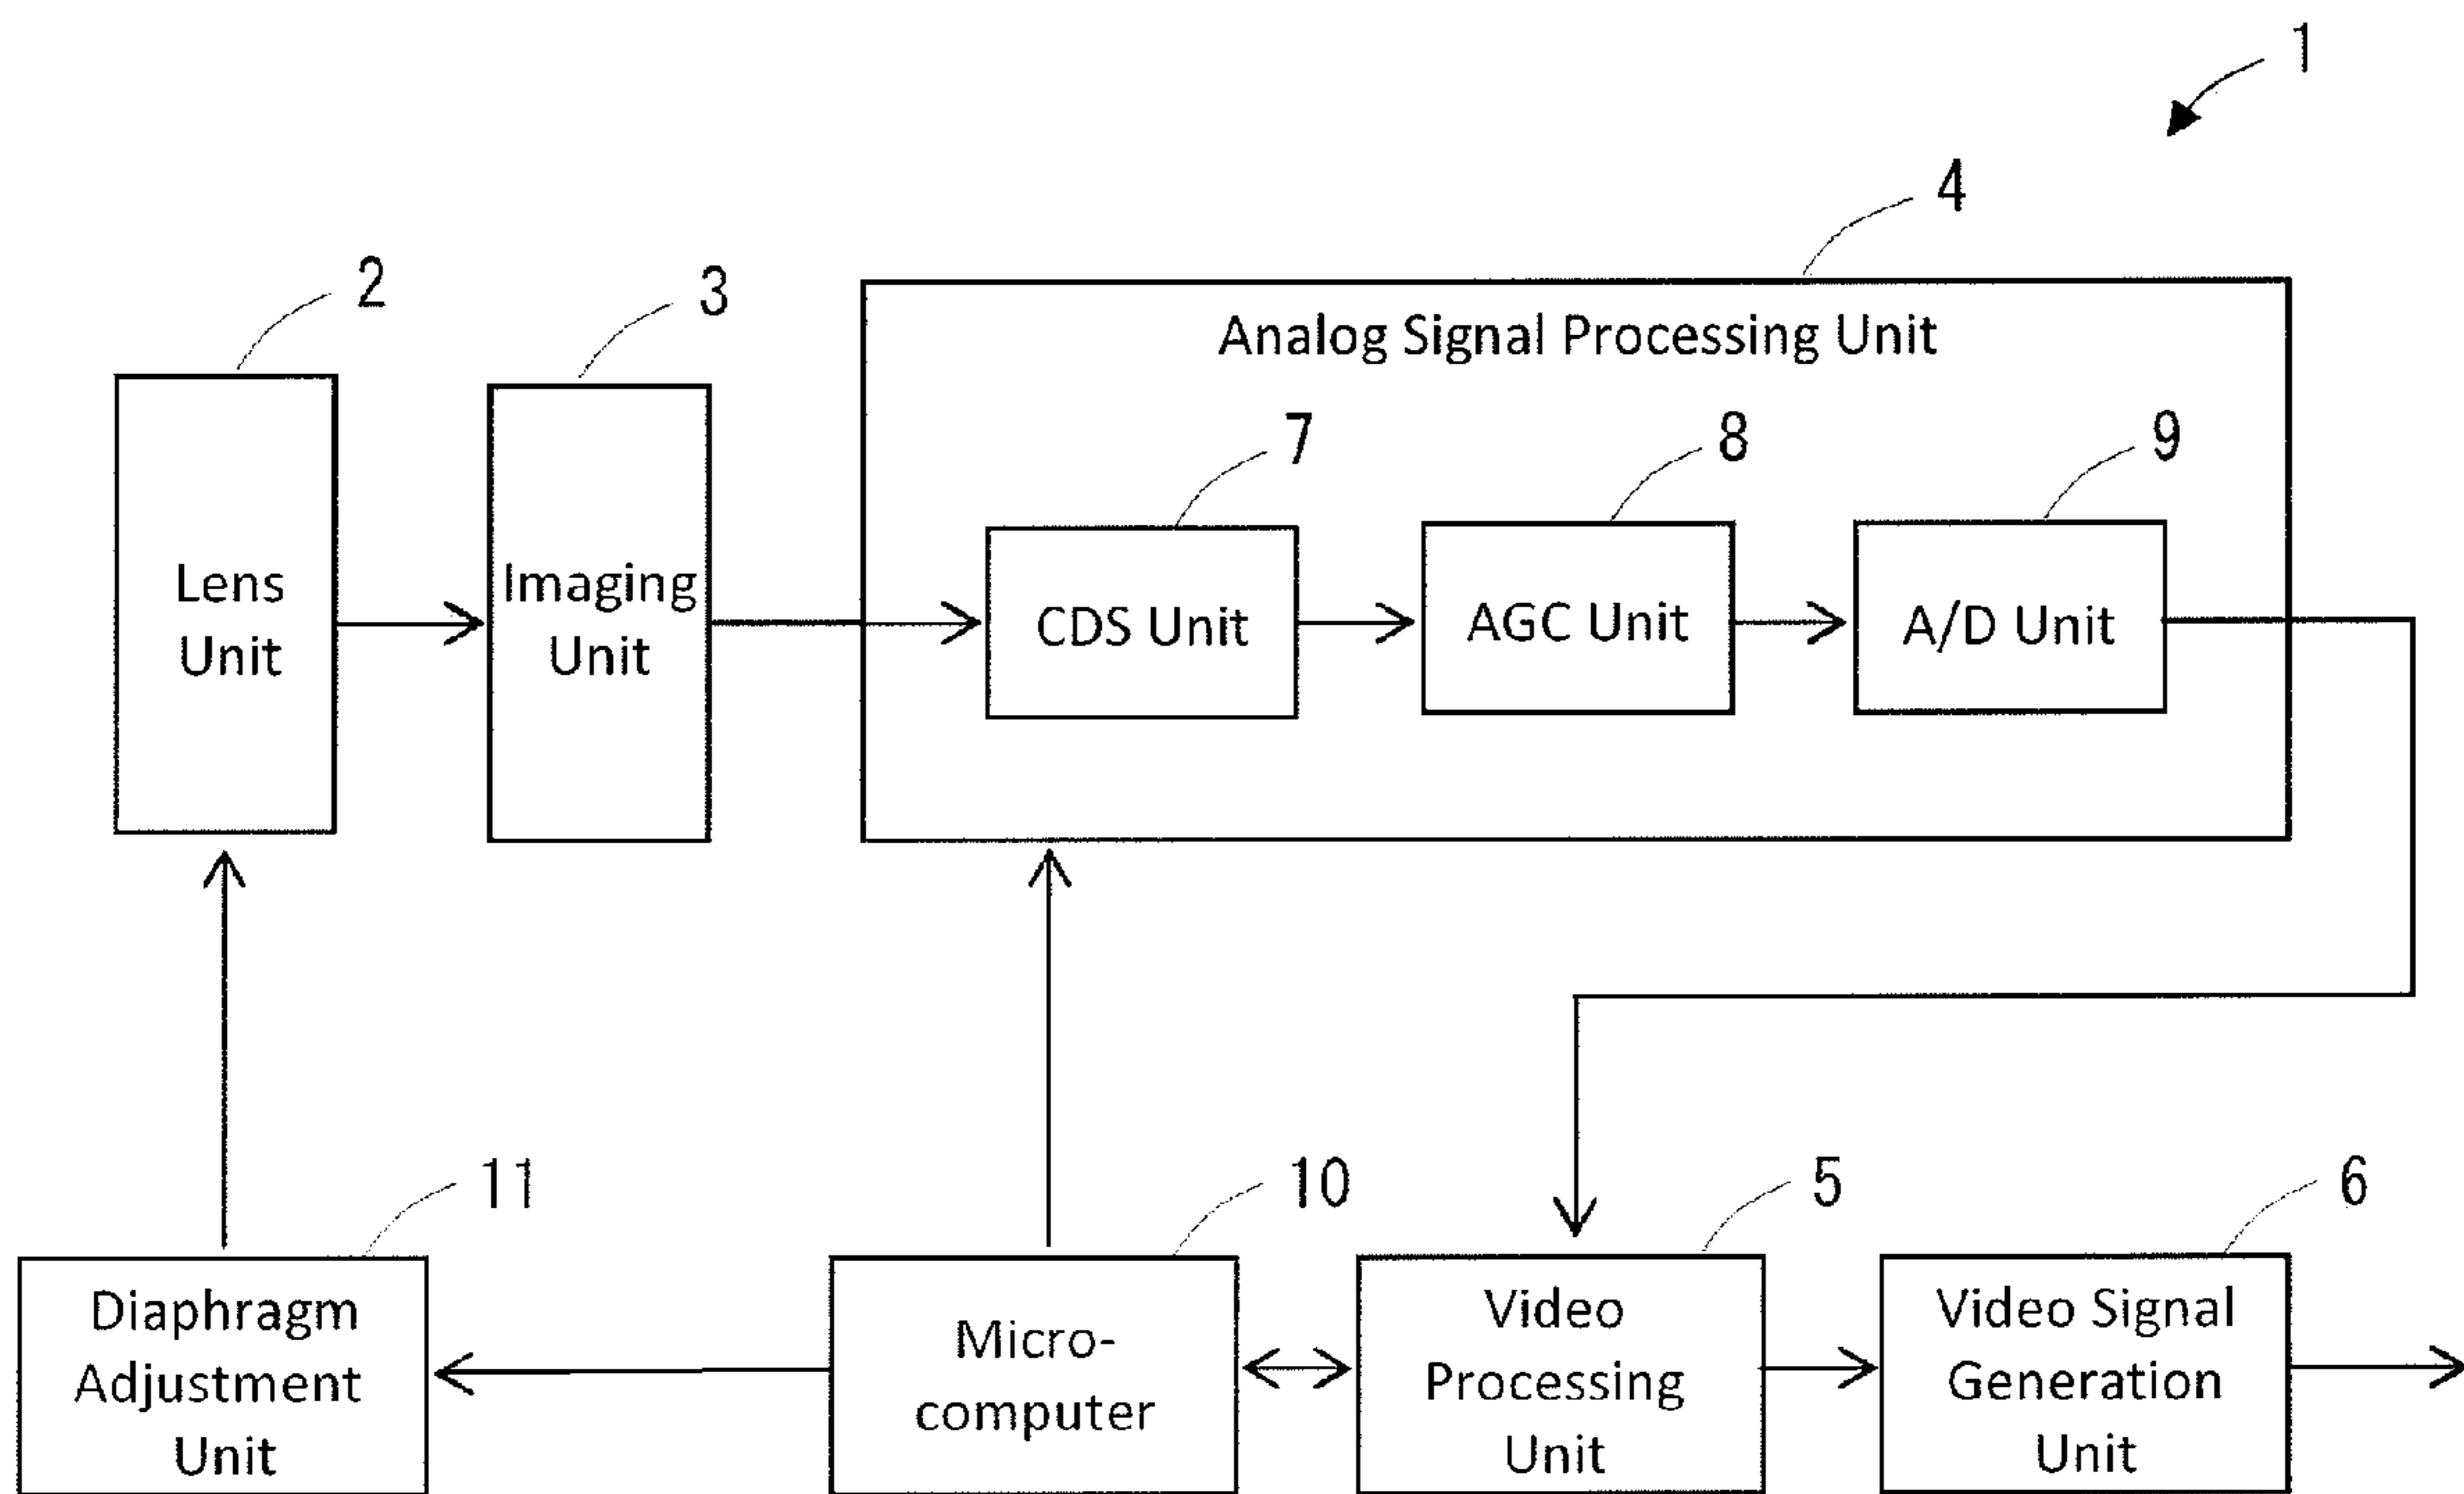 1
4
2
3
Analog Signal Processing Unit
7
8
9
Lens
Unit
Imaging
Unit
CDS Unit
AGC Unit
A/D Unit
11
10
5
6
Diaphragm
Adjustment
Unit
Micro-
computer
Video
Processing
Unit
Video Signal
Generation
Unit